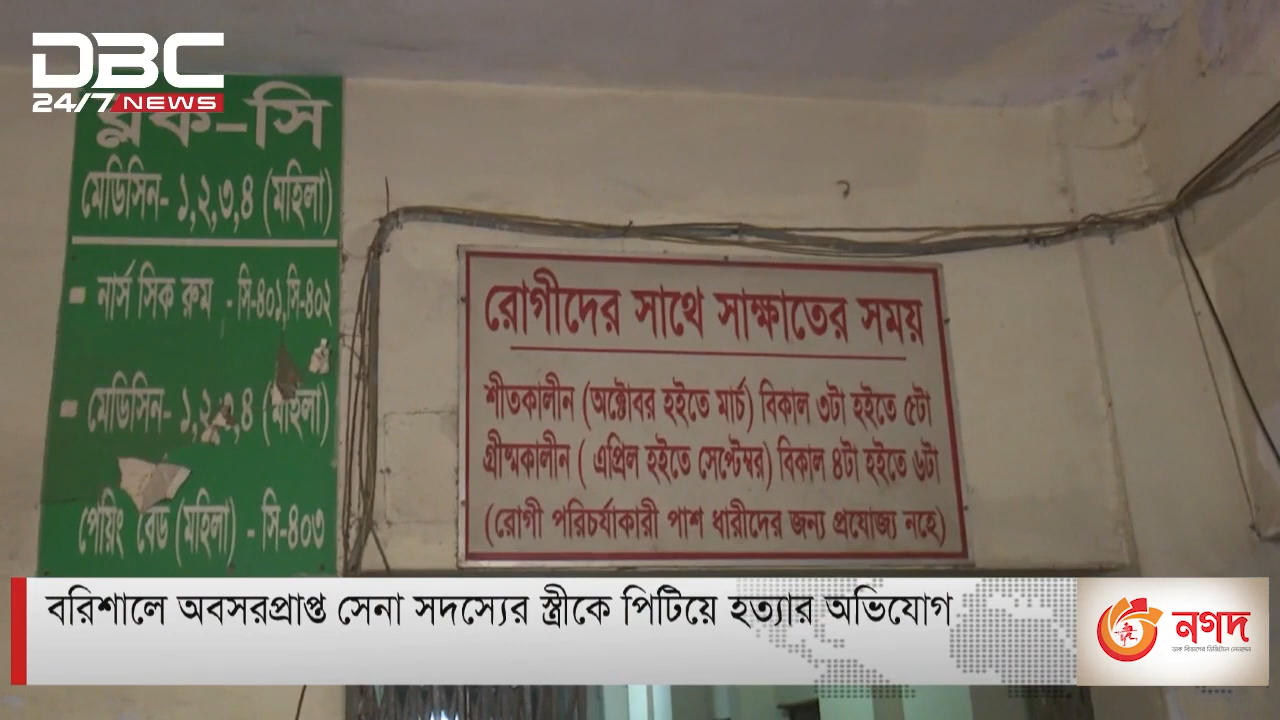 DBC
24/7 NEWS
ব্লক-সি
মেডিসিন- ১,২,৩,৪ (মহিলা)
নার্স সিক রুম - সি-৪০১,সি-৪০২
মেডিসিন- ১,২,৩,৪ (মহিলা)
পেয়িং বেড (মহিলা) - সি-৪০৩
রোগীদের সাথে সাক্ষাতের সময়
শীতকালীন (অক্টোবর হইতে মার্চ) বিকাল ৩টা হইতে ৫টা
গ্রীষ্মকালীন ( এপ্রিল হইতে সেপ্টেম্বর) বিকাল ৪টা হইতে ৬টা
(রোগী পরিচর্যাকারী পাশ ধারীদের জন্য প্রযোজ্য নহে)
বরিশালে অবসরপ্রাপ্ত সেনা সদস্যের স্ত্রীকে পিটিয়ে হত্যার অভিযোগ
নগদ
ডাক বিভাগের ডিজিটাল লেনদেন